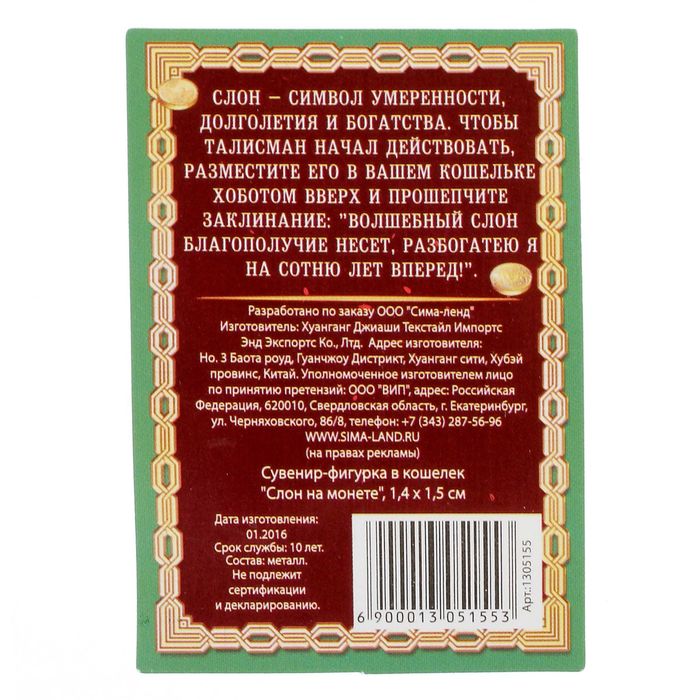 СЛОН – СИМВОЛ УМЕРЕННОСТИ,
ДОЛГОЛЕТИЯ И БОГАТСТВА. ЧТОБЫ
ТАЛИСМАН НАЧАЛ ДЕЙСТВОВАТЬ,
РАЗМЕСТИТЕ ЕГО В ВАШЕМ КОШЕЛЬКЕ
ХОБОТОМ ВВЕРХ И ПРОШЕПЧИТЕ
ЗАКЛИНАНИЕ: "ВОЛШЕБНЫЙ СЛОН
БЛАГОПОЛУЧИЕ НЕСЕТ, РАЗБОГАТЕЮ Я
НА СОТНЮ ЛЕТ ВПЕРЕД!".
Разработано по заказу ООО "Сима-ленд"
Изготовитель: Хуанганг Джиаши Текстайл Импортс
Энд Экспортс Ко., Лтд. Адрес изготовителя:
Но. 3 Баота роуд, Гуанчжоу Дистрикт, Хуанганг сити, Хубэй
провинс, Китай. Уполномоченное изготовителем лицо
по принятию претензий: ООО "ВИП", адрес: Российская
Федерация, 620010, Свердловская область, г. Екатеринбург,
ул. Черняховского, 86/8, телефон: +7 (343) 287-56-96
WWW.SIMA-LAND.RU
(на правах рекламы)
Сувенир-фигурка в кошелек
"Слон на монете", 1,4 х 1,5 см
Дата изготовления:
01.2016
Срок службы: 10 лет.
Состав: металл.
Не подлежит
сертификации
и декларированию.
6 900013 051553
Арт.:1305155